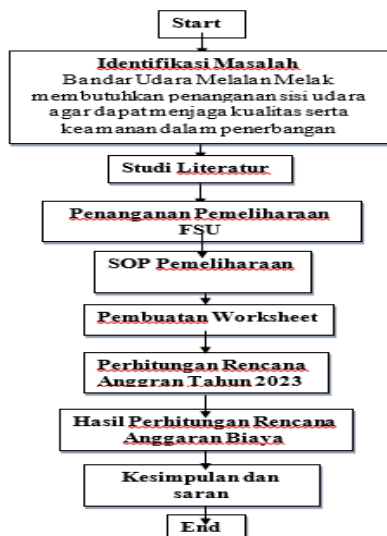 Start
Identifikasi Masalah
Bandar Udara Melalan Melak
membutuhkan penanganan sisi udara
agar dapat menjaga kualitas serta
keamanan dalam penerbangan
Studi Literatur
Penanganan Pemeliharaan
FSU
SOP Pemeliharaan
Pembuatan Worksheet
Perhitungan Rencana
Anggran Tahun 2023
Hasil Perhitungan Rencana
Anggaran Biaya
Kesimpulan dan
saran
End